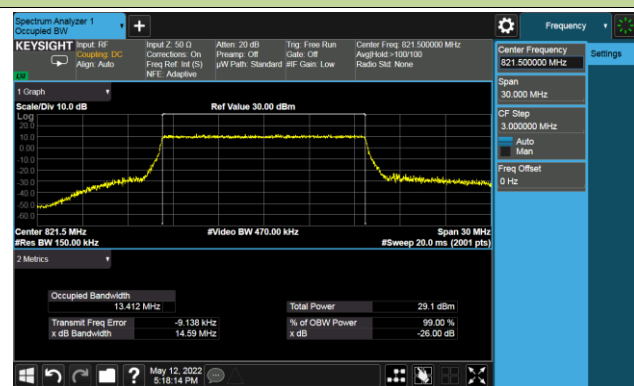 Spectrum Analyzer 1
Occupied BW
Frequency
KEYSIGHT
Input: RF
Coupling: DC
Align: Auto
Input Z: 50 Ω
Corrections: On
Freq Ref: Int (S)
NFE: Adaptive
Atten: 20 dB
Preamp: Off
µW Path: Standard
Trig: Free Run
Gate: Off
#IF Gain: Low
Center Freq: 821.500000 MHz
Avg|Hold:>100/100
Radio Std: None
Center Frequency
821.500000 MHz
Settings
Span
30.000 MHz
CF Step
3.000000 MHz
Auto
Man
Freq Offset
0 Hz
1 Graph
Scale/Div 10.0 dB
Ref Value 30.00 dBm
Log
20.0
10.0
0.00
-10.0
-20.0
-30.0
-40.0
-50.0
-60.0
Center 821.5 MHz
#Video BW 470.00 kHz
Span 30 MHz
#Res BW 150.00 kHz
#Sweep 20.0 ms (2001 pts)
2 Metrics
Occupied Bandwidth
13.412 MHz
Total Power
29.1 dBm
Transmit Freq Error
-9.138 kHz
% of OBW Power
99.00 %
x dB Bandwidth
14.59 MHz
x dB
-26.00 dB
May 12, 2022
5:18:14 PM